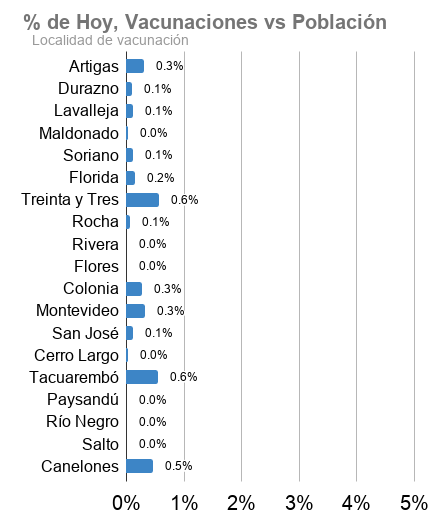 % de Hoy, Vacunaciones vs Población
Localidad de vacunación
Artigas 0.3%
Durazno 0.1%
Lavalleja 0.1%
Maldonado 0.0%
Soriano 0.1%
Florida 0.2%
Treinta y Tres 0.6%
Rocha 0.1%
Rivera 0.0%
Flores 0.0%
Colonia 0.3%
Montevideo 0.3%
San José 0.1%
Cerro Largo 0.0%
Tacuarembó 0.6%
Paysandú 0.0%
Río Negro 0.0%
Salto 0.0%
Canelones 0.5%
0% 1% 2% 3% 4% 5%